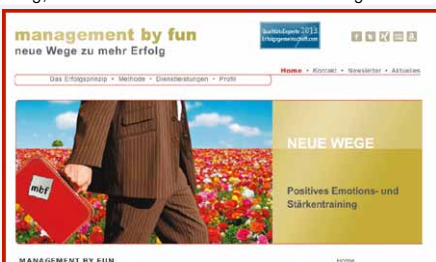 management by fun
neue Wege zu mehr Erfolg
QualitätsExperte 2013
Erfolgsgemeinschaft.com
Home • Kontakt • Newsletter • Aktuelles
Das Erfolgsprinzip • Methode • Dienstleistungen • Profil
NEUE WEGE
mbf
Positives Emotions- und
Stärkentraining
MANAGEMENT BY FUN
Home